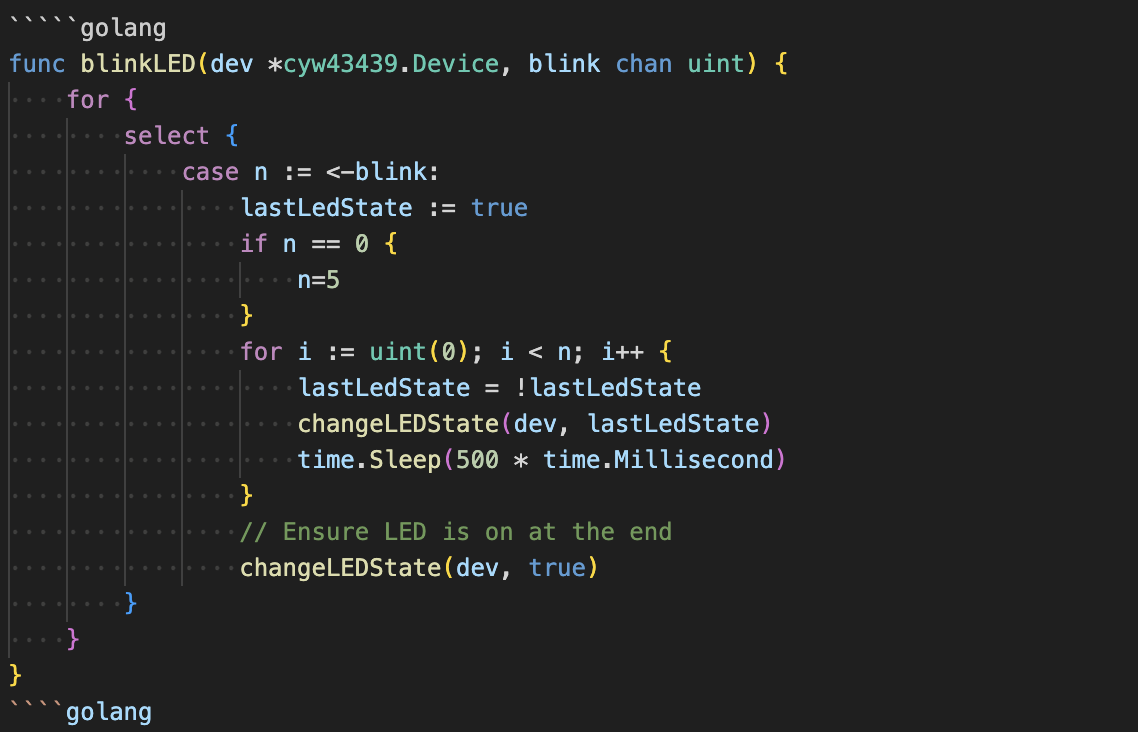 `````golang
func blinkLED(dev *cyw43439.Device, blink chan uint) {
    for {
        select {
            case n := <-blink:
                lastLedState := true
                if n == 0 {
                    n=5
                }
                for i := uint(0); i < n; i++ {
                    lastLedState = !lastLedState
                    changeLEDState(dev, lastLedState)
                    time.Sleep(500 * time.Millisecond)
                }
                // Ensure LED is on at the end
                changeLEDState(dev, true)
        }
    }
}
````golang